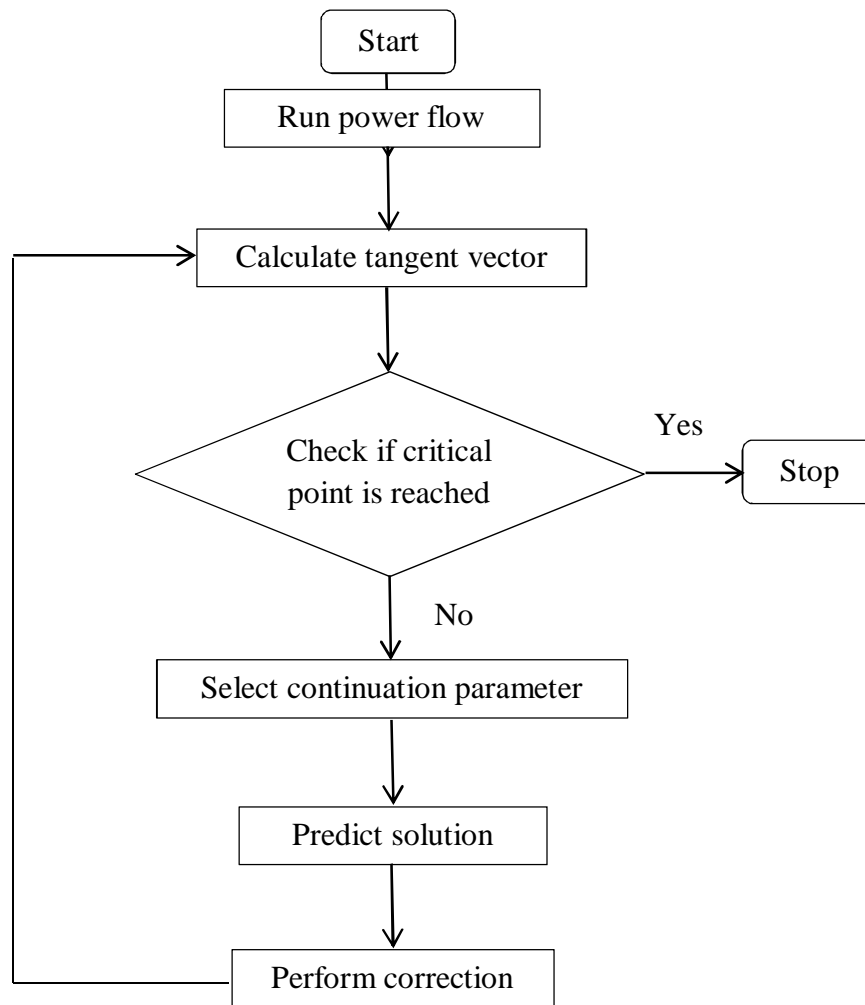 Start
Run power flow
Calculate tangent vector
Yes
Check if critical
point is reached
Stop
No
Select continuation parameter
Predict solution
Perform correction